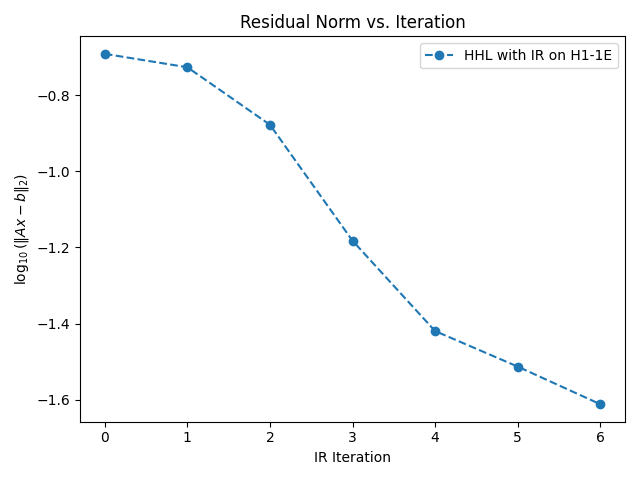 Residual Norm vs. Iteration
HHL with IR on H1-1E
log₁₀(‖Ax − b‖₂)
−0.8
−1.0
−1.2
−1.4
−1.6
0 1 2 3 4 5 6
IR Iteration